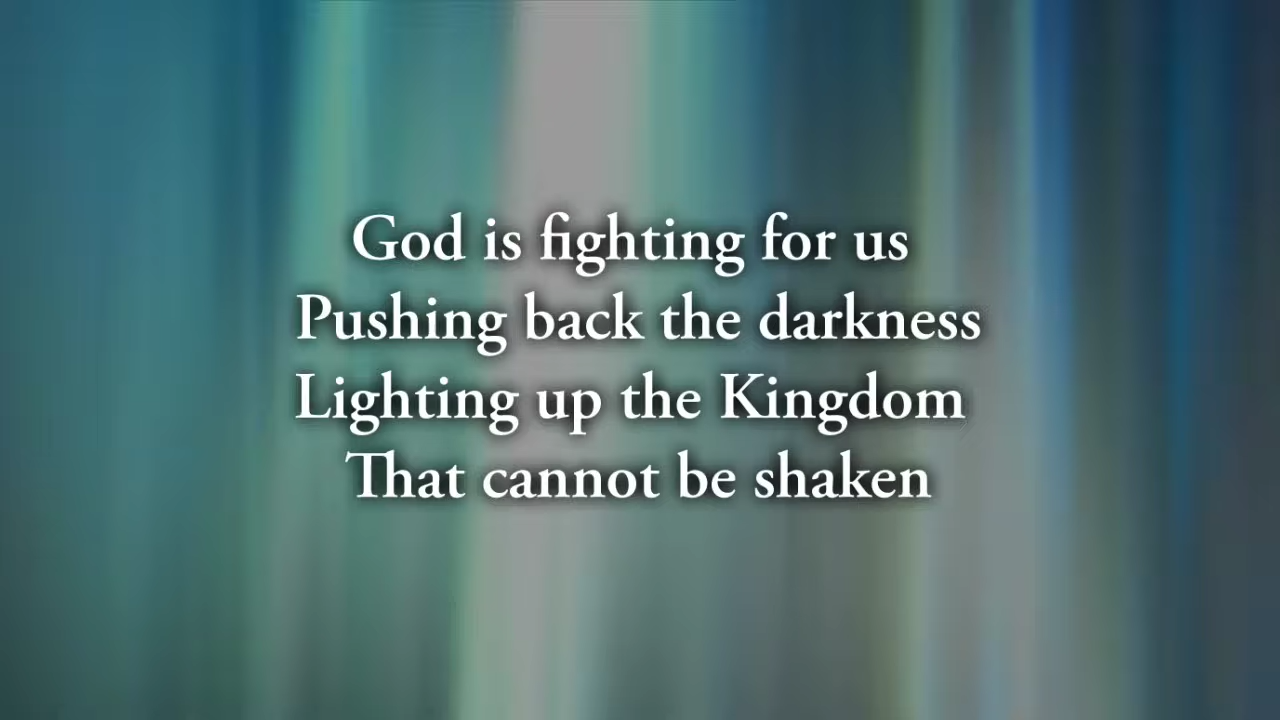 God is fighting for us
Pushing back the darkness
Lighting up the Kingdom
That cannot be shaken